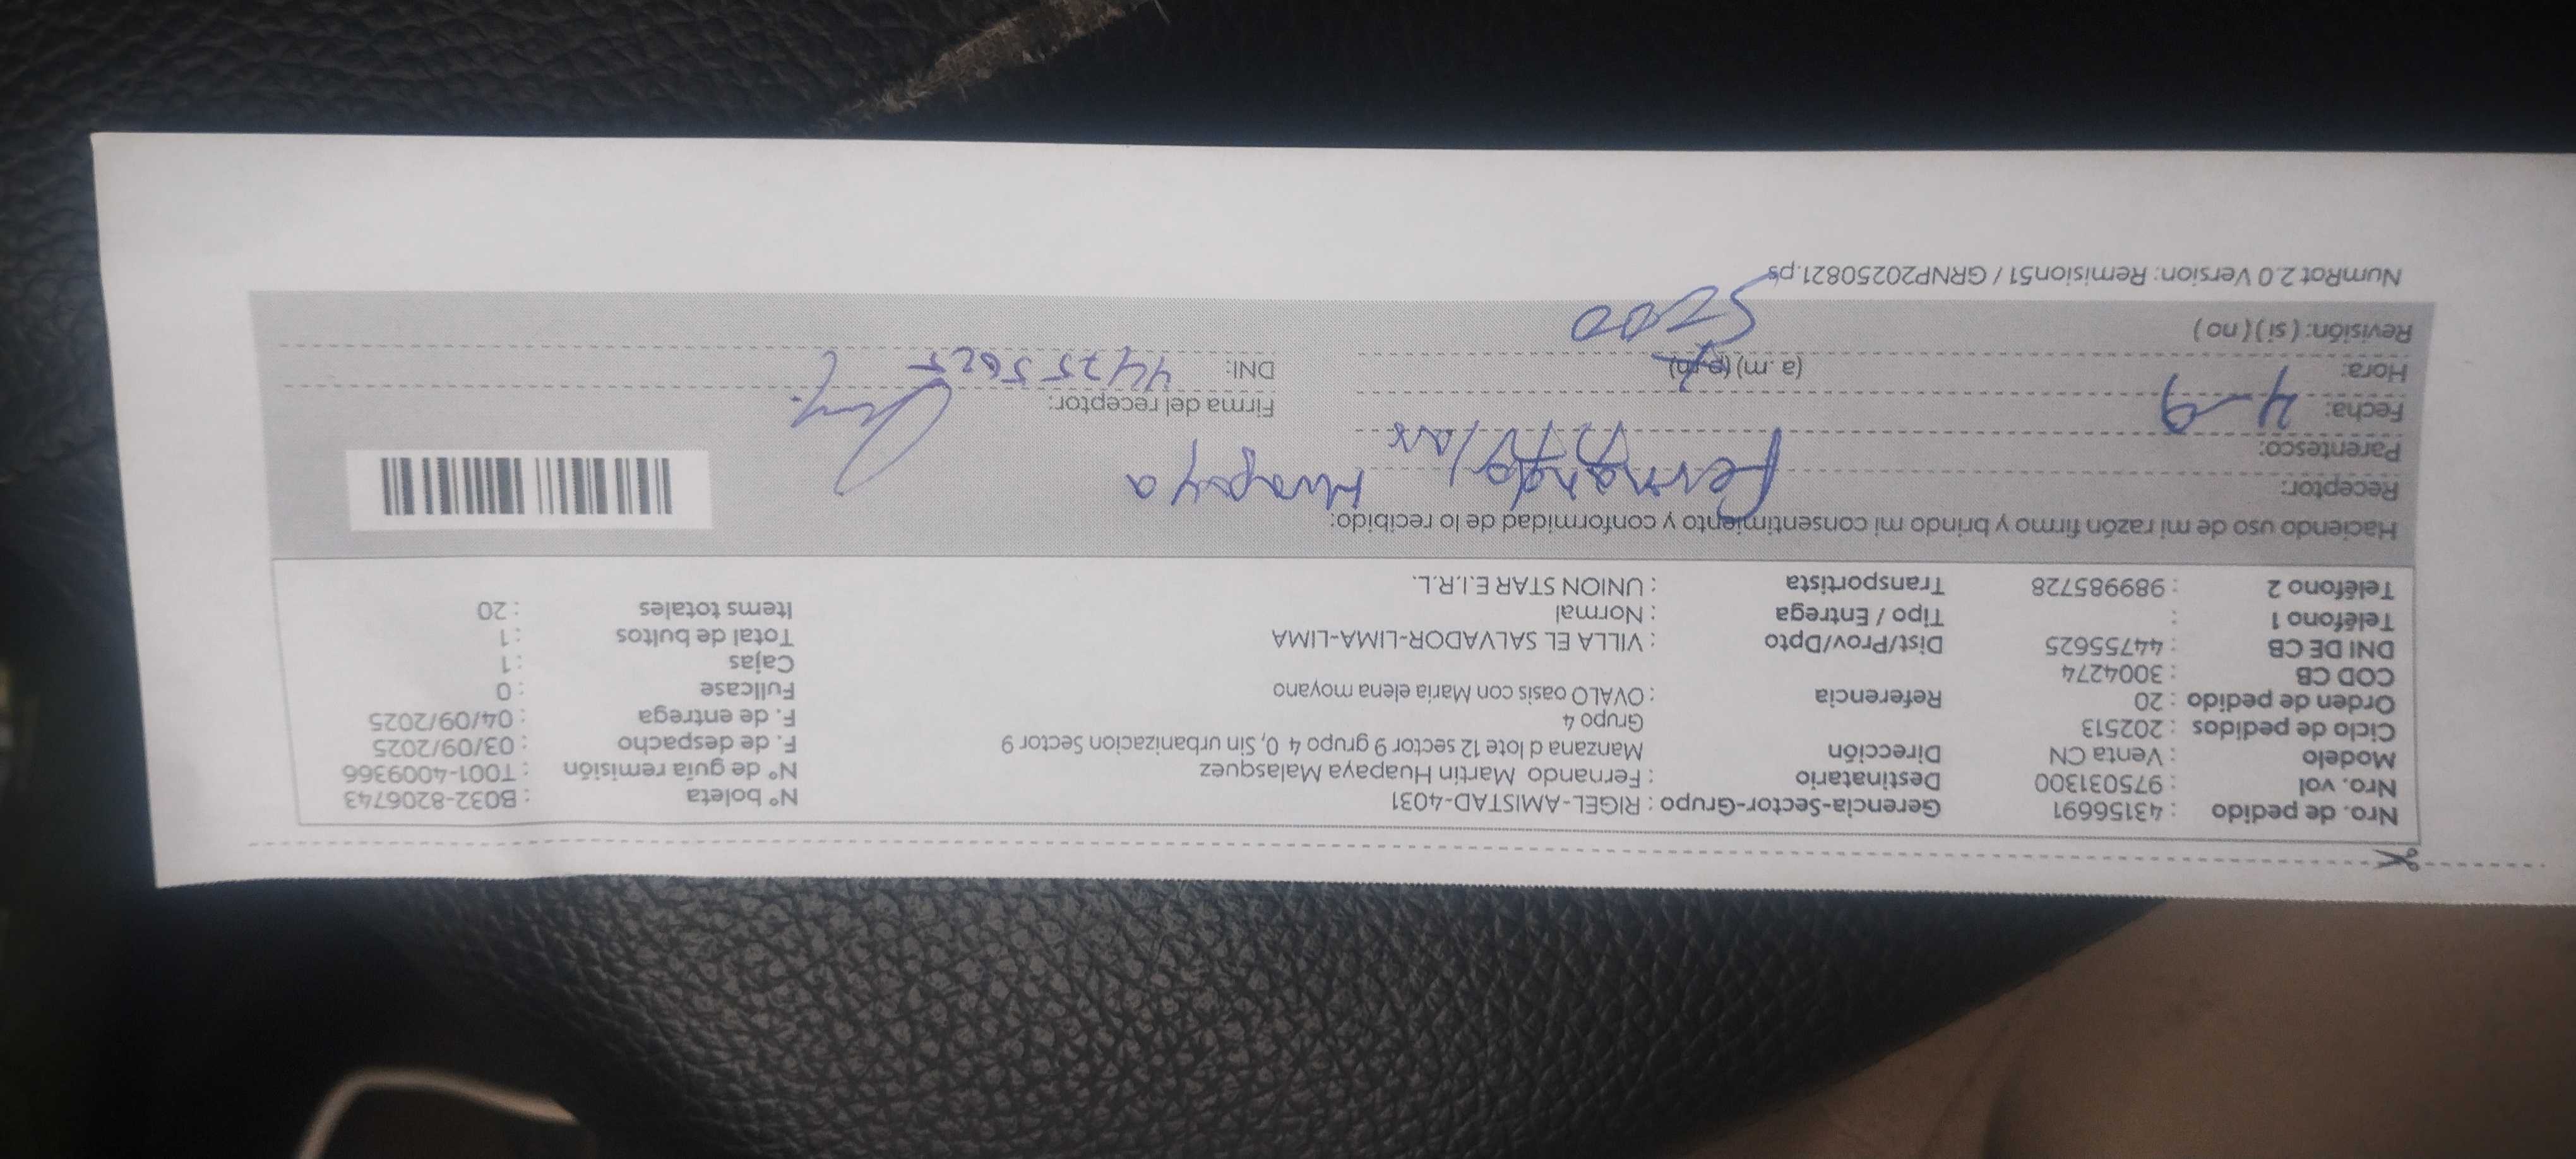 Nro. de pedido : 43156691 Gerencia-Sector-Grupo : RIGEL-AMISTAD-4031 N° boleta : B032-8206743
Nro. vol : 975031300 Destinatario : Fernando Martin Huapaya Malasquez N° de guía remisión : T001-4009366
Modelo : Venta CN Dirección Manzana d lote 12 sector 9 grupo 4 0, Sin urbanizacion Sector 9 F. de despacho : 03/09/2025
Ciclo de pedidos : 202513 Grupo 4 F. de entrega : 04/09/2025
Orden de pedido : 20 Referencia : OVALO oasis con Maria elena moyano Fullcase : 0
COD CB : 3004274 Cajas : 1
DNI DE CB : 44755625 Dist/Prov/Dpto : VILLA EL SALVADOR-LIMA-LIMA Total de bultos : 1
Teléfono 1 : Tipo / Entrega : Normal Items totales : 20
Teléfono 2 : 989985728 Transportista : UNION STAR E.I.R.L.
Haciendo uso de mi razón firmo y brindo mi consentimiento y conformidad de lo recibido:
Receptor: Fernando Huapaya
Parentesco:
Fecha: 4-9 Firma del receptor:
Hora: (a.m) (p.m) DNI:
Revisión: ( si ) ( no )
NumRot 2.0 Version: Remision51 / GRNP20250821.ps